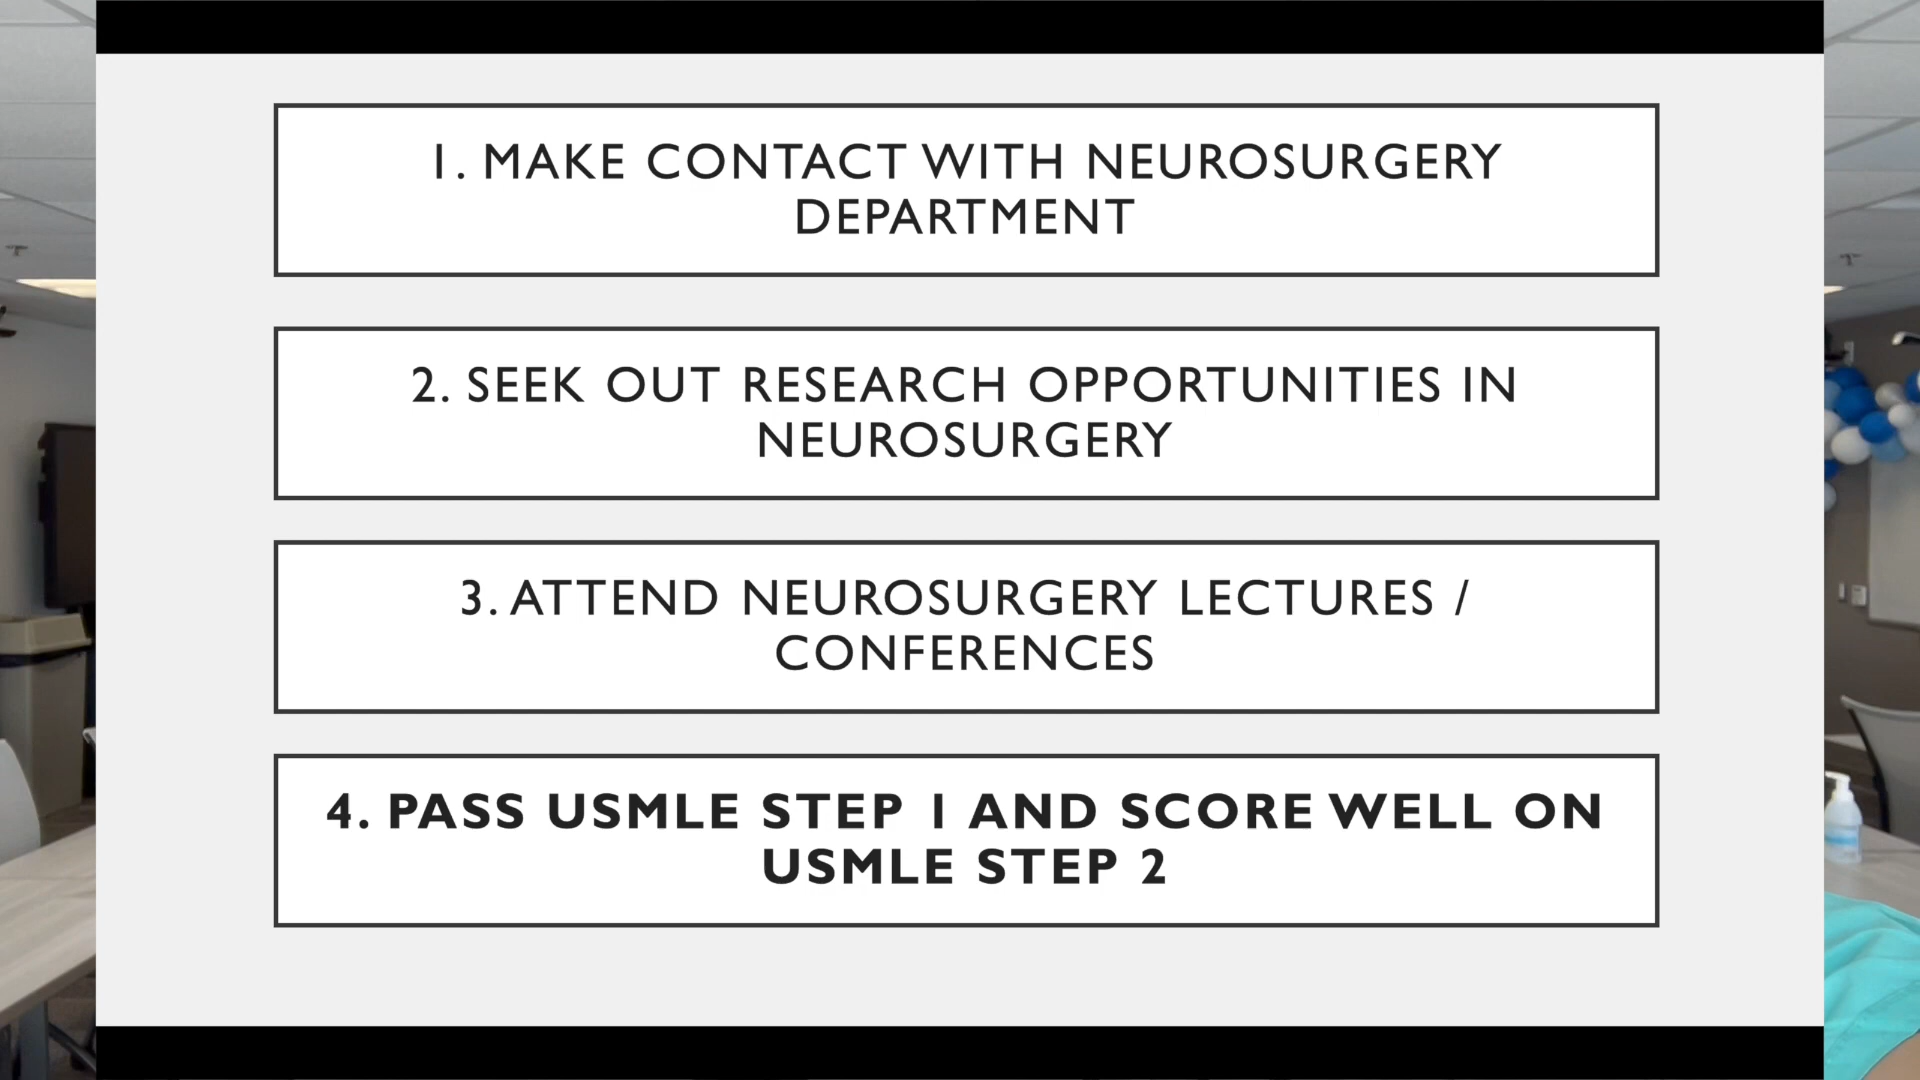 1. MAKE CONTACT WITH NEUROSURGERY
DEPARTMENT
2. SEEK OUT RESEARCH OPPORTUNITIES IN
NEUROSURGERY
3. ATTEND NEUROSURGERY LECTURES /
CONFERENCES
4. PASS USMLE STEP 1 AND SCORE WELL ON
USMLE STEP 2